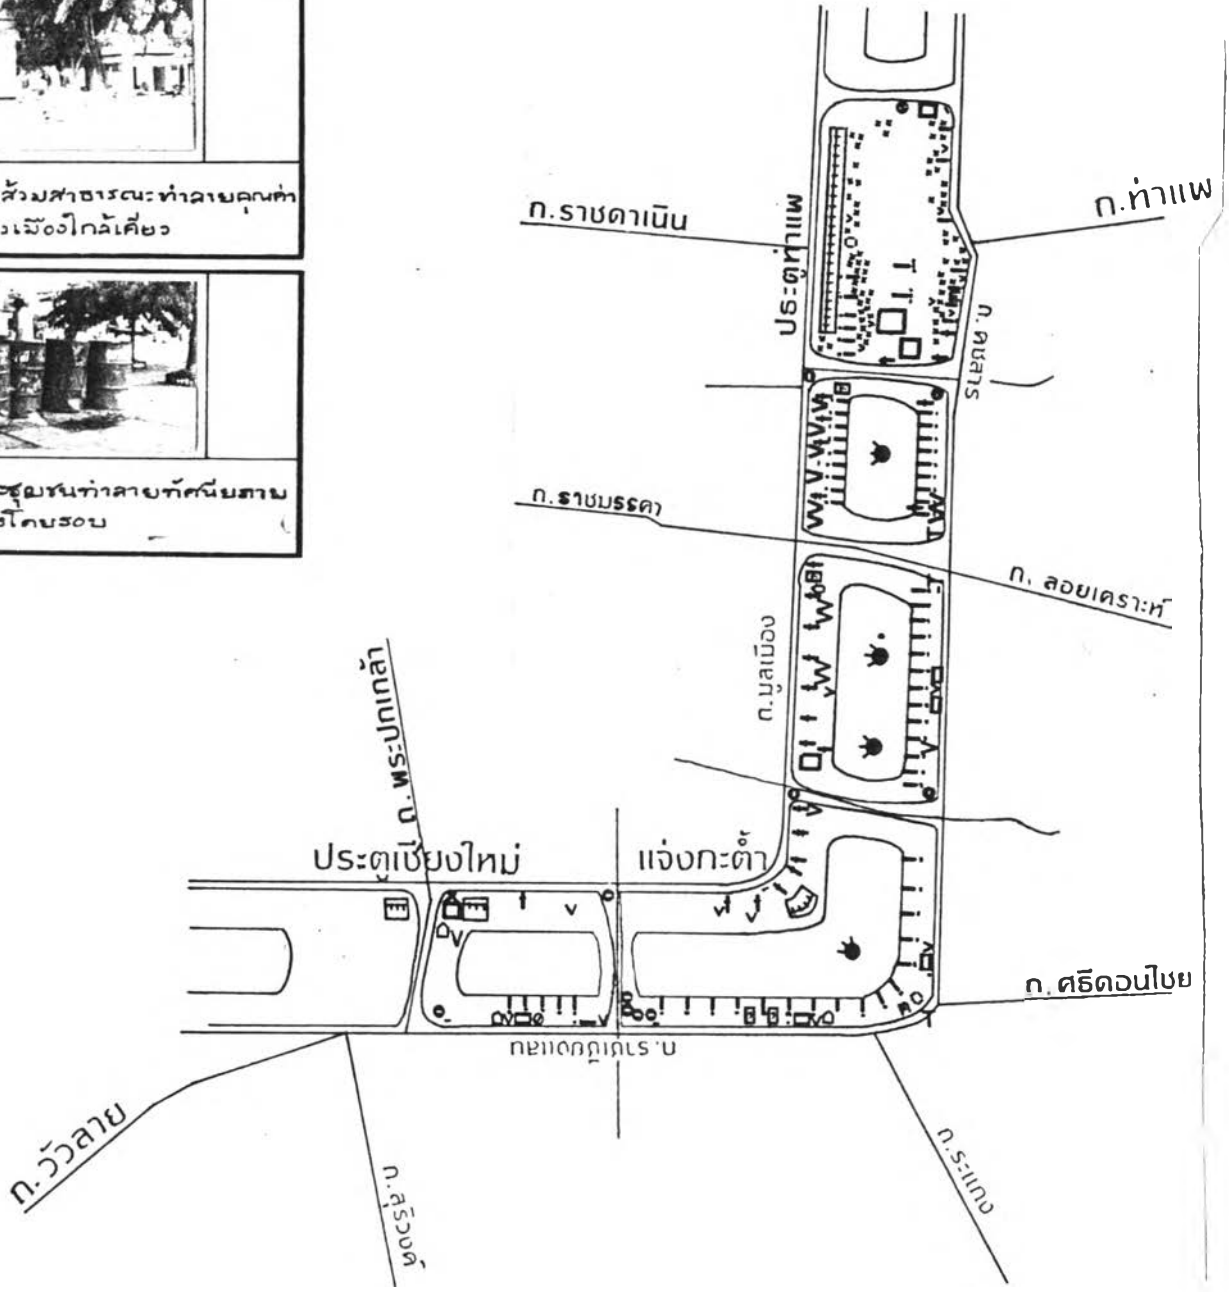 ส้วมสาธารณะทำลายคุณค่า
เมืองใกล้เคียง
ชุมชนทำลายทัศนียภาพ
โดยรอบ
ถ.ราชดำเนิน
ประตูท่าแพ
ถ.ท่าแพ
ถ.คชสาร
ถ.ราชมรรคา
ถ. ลอยเคราะห์
ถ.มูลเมือง
ถ. พระปกเกล้า
ประตูเชียงใหม่
แจ่งกะต๊ำ
ถ.ศรีดอนไชย
ถ.ราชเชียงแสน
ถ.วัวลาย
ถ.สุริวงค์
ถ.ระแกง